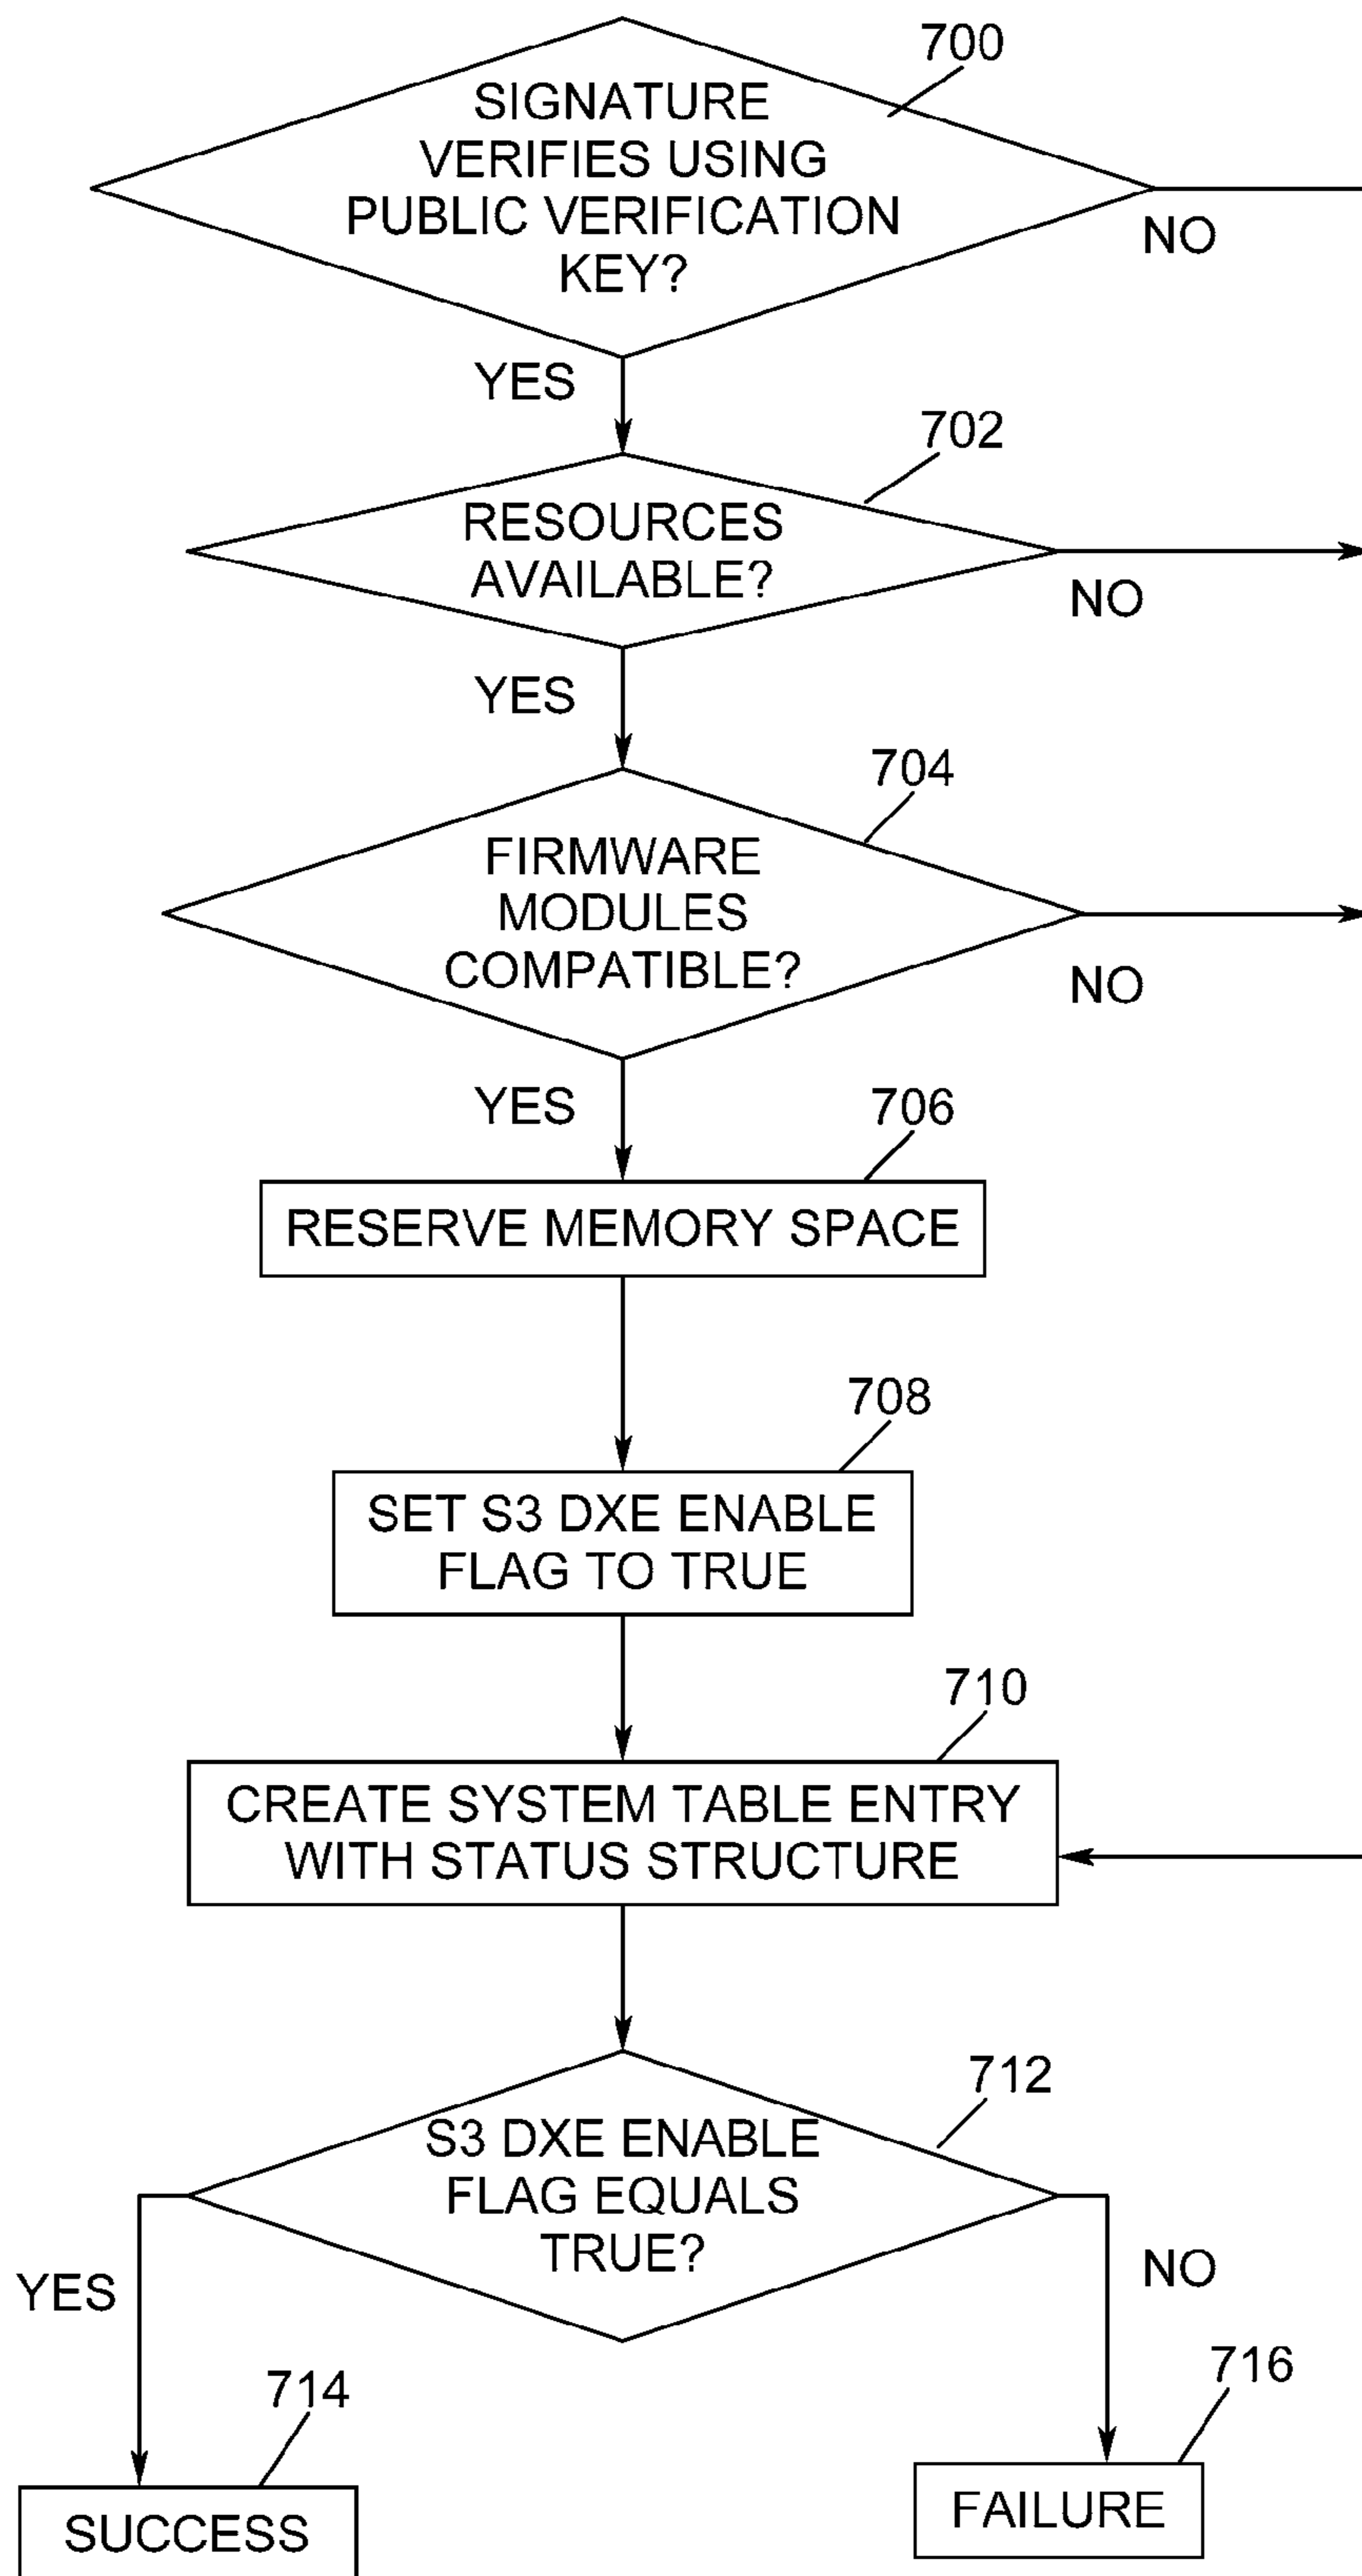 700
SIGNATURE
VERIFIES USING
PUBLIC VERIFICATION
KEY?
NO
YES
702
RESOURCES
AVAILABLE?
NO
YES
704
FIRMWARE
MODULES
COMPATIBLE?
NO
YES
706
RESERVE MEMORY SPACE
708
SET S3 DXE ENABLE
FLAG TO TRUE
710
CREATE SYSTEM TABLE ENTRY
WITH STATUS STRUCTURE
712
S3 DXE ENABLE
FLAG EQUALS
TRUE?
YES
NO
714
716
SUCCESS
FAILURE